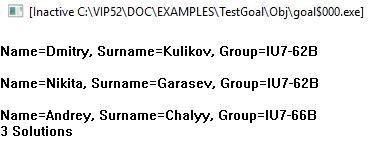 [Inactive C:\VIP52\DOC\EXAMPLES\TestGoal\Obj\goal$000.exe]
Name=Dmitry, Surname=Kulikov, Group=IU7-62B
Name=Nikita, Surname=Garasev, Group=IU7-62B
Name=Andrey, Surname=Chalyy, Group=IU7-66B
3 Solutions